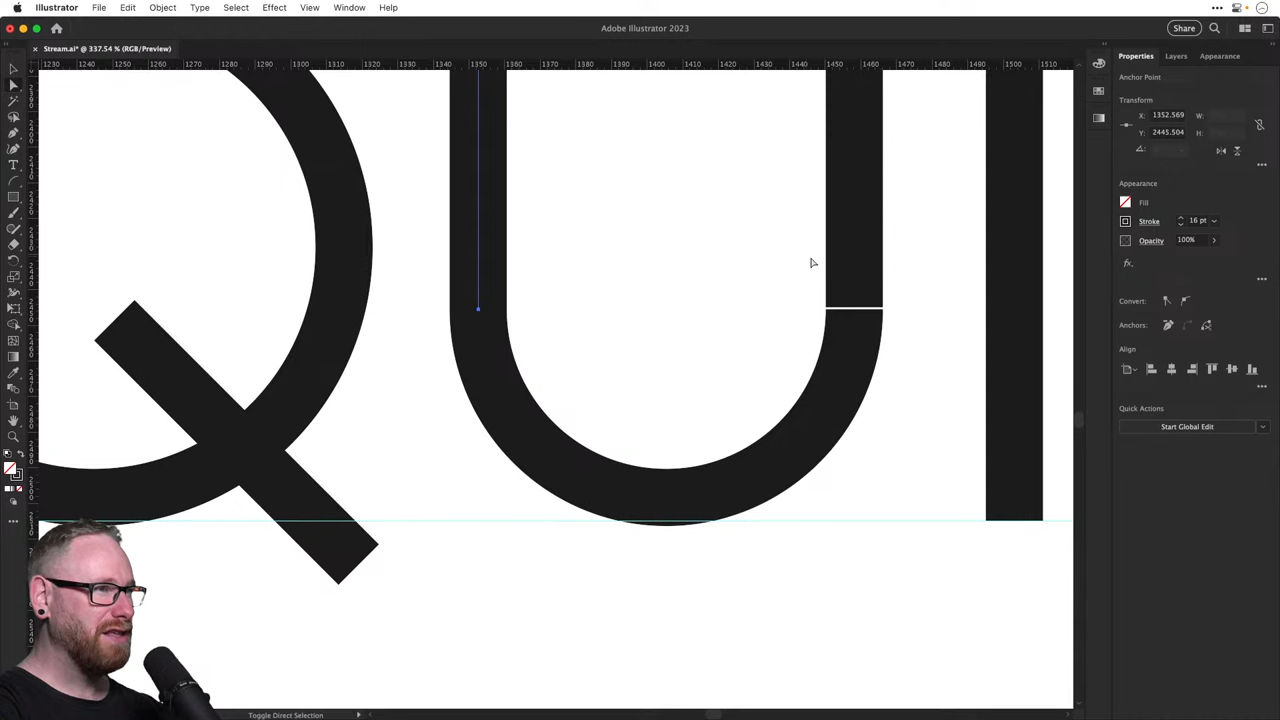 Illustrator File Edit Object Type Select Effect View Window Help
Adobe Illustrator 2023
Share
Stream.ai* @ 337.54 % (RGB/Preview)
1230 1240 1250 1260 1270 1280 1290 1300 1310 1320 1330 1340 1350 1360 1370 1380 1390 1400 1410 1420 1430 1440 1450 1460 1470 1480 1490 1500 1510
Properties Layers Appearance
Anchor Point
Transform
X: 1352.569 W:
Y: 2445.504 H:
Appearance
Fill
Stroke 16 pt
Opacity 100%
fx
Convert:
Anchors:
Align
Quick Actions
Start Global Edit
QUI
Toggle Direct Selection